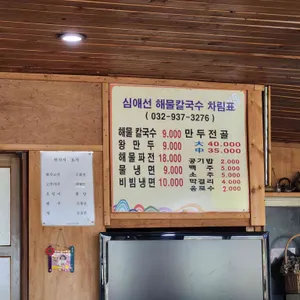 심애선 해물칼국수 차림표
( 032-937-3276 )
해물 칼국수 9.000
왕만두 9.000
해물파전 18.000
물냉면 9.000
비빔냉면 10.000
만두전골 大 40.000
中 35.000
공기밥 2.000
맥주 5.000
소주 5.000
막걸리 4.000
음료수 2.000